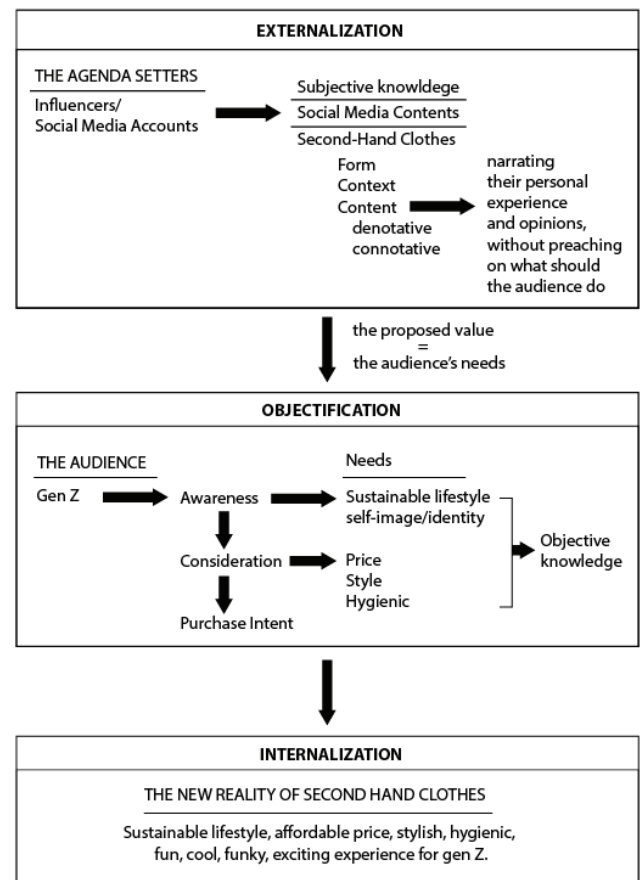 EXTERNALIZATION
THE AGENDA SETTERS
Influencers/
Social Media Accounts
Subjective knowldege
Social Media Contents
Second-Hand Clothes
Form
Context
Content
denotative
connotative
narrating
their personal
experience
and opinions,
without preaching
on what should
the audience do
the proposed value
=
the audience's needs
OBJECTIFICATION
THE AUDIENCE
Gen Z
Awareness
Consideration
Purchase Intent
Needs
Sustainable lifestyle
self-image/identity
Price
Style
Hygienic
Objective
knowledge
INTERNALIZATION
THE NEW REALITY OF SECOND HAND CLOTHES
Sustainable lifestyle, affordable price, stylish, hygienic,
fun, cool, funky, exciting experience for gen Z.